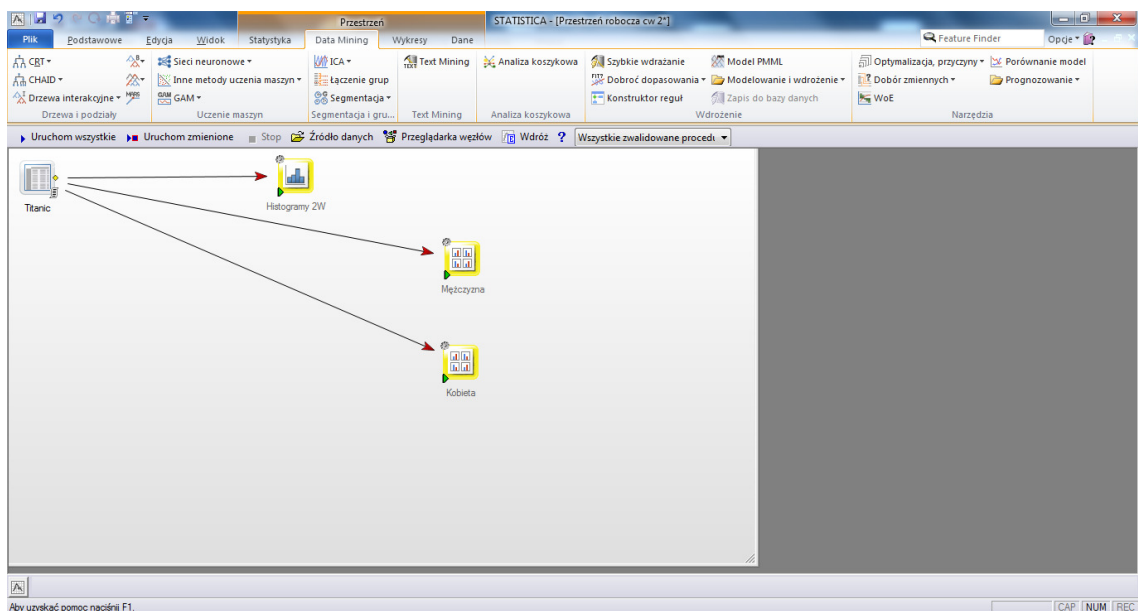 Przestrzeń
STATISTICA - [Przestrzeń robocza cw 2*]
Plik Podstawowe Edycja Widok Statystyka Data Mining Wykresy Dane
Feature Finder Opcje
C&RT ICA Text Mining Analiza koszykowa Szybkie wdrażanie Model PMML Optymalizacja, przyczyny Porównanie modeli
Sieci neuronowe
CHAID Inne metody uczenia maszyn Łączenie grup Dobroć dopasowania Modelowanie i wdrożenie Dobór zmiennych Prognozowanie
Drzewa interakcyjne MARS GAM Segmentacja Konstruktor reguł Zapis do bazy danych WoE
Drzewa i podziały Uczenie maszyn Segmentacja i gru... Text Mining Analiza koszykowa Wdrożenie Narzędzia
Uruchom wszystkie Uruchom zmienione Stop Źródło danych Przeglądarka węzłów Wdróż ? Wszystkie zwalidowane procedu
Titanic
Histogramy 2W
Mężczyzna
Kobieta
Aby uzyskać pomoc naciśnij F1.
CAP NUM REC